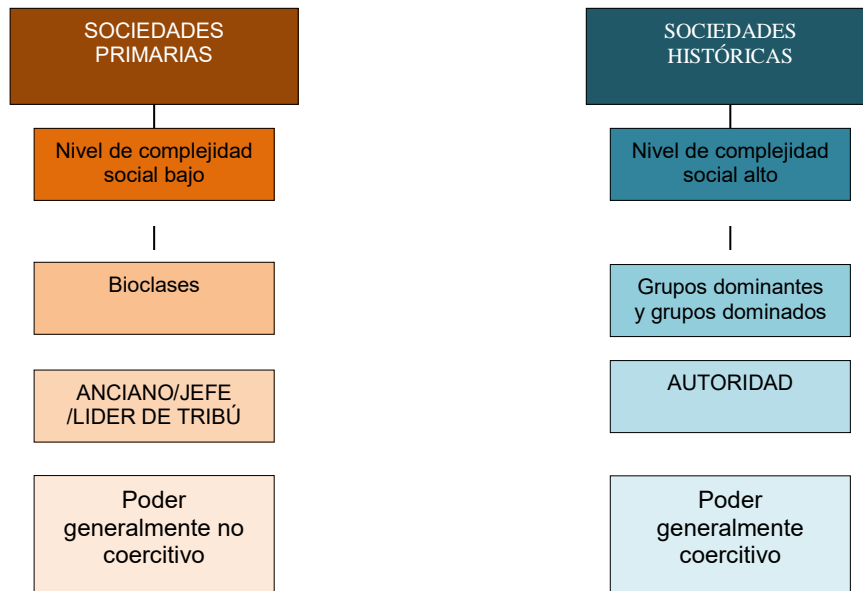 SOCIEDADES
PRIMARIAS
Nivel de complejidad
social bajo
Bioclases
ANCIANO/JEFE
/LIDER DE TRIBÚ
Poder
generalmente no
coercitivo
SOCIEDADES
HISTÓRICAS
Nivel de complejidad
social alto
Grupos dominantes
y grupos dominados
AUTORIDAD
Poder
generalmente
coercitivo